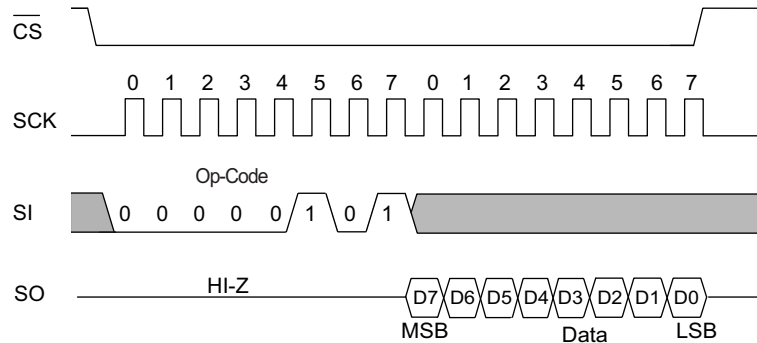 CS
0 1 2 3 4 5 6 7 0 1 2 3 4 5 6 7
SCK
Op-Code
SI 0 0 0 0 0 1 0 1
HI-Z
SO D7 D6 D5 D4 D3 D2 D1 D0
MSB Data LSB